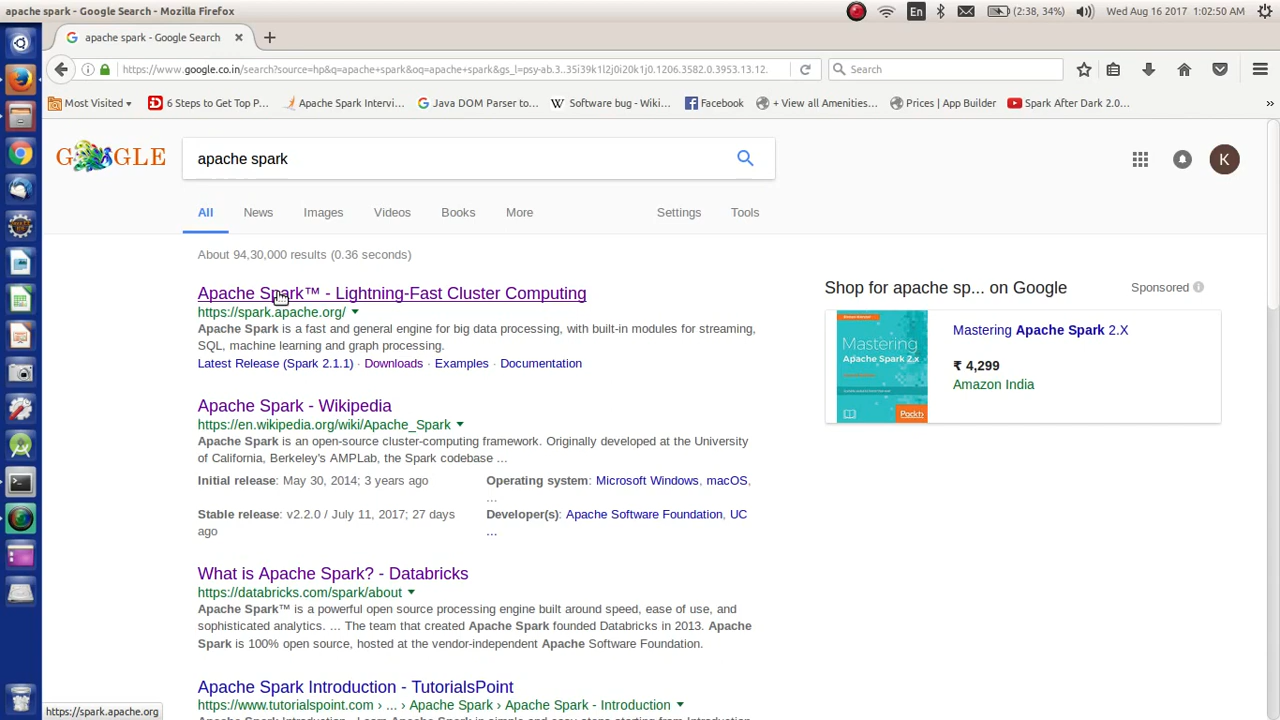 apache spark - Google Search - Mozilla Firefox
En
(2:38, 34%)
Wed Aug 16 2017 1:02:50 AM
apache spark - Google Search
https://www.google.co.in/search?source=hp&q=apache+spark&oq=apache+spark&gs_l=psy-ab.3..35i39k1l2j0i20k1j0.1206.3582.0.3953.13.12.
Search
Most Visited
6 Steps to Get Top P...
Apache Spark Intervi...
Java DOM Parser to...
Software bug - Wiki...
Facebook
+ View all Amenities...
Prices | App Builder
Spark After Dark 2.0...
GOOGLE
apache spark
K
All
News
Images
Videos
Books
More
Settings
Tools
About 94,30,000 results (0.36 seconds)
Apache Spark™ - Lightning-Fast Cluster Computing
https://spark.apache.org/
Apache Spark is a fast and general engine for big data processing, with built-in modules for streaming,
SQL, machine learning and graph processing.
Latest Release (Spark 2.1.1) · Downloads · Examples · Documentation
Shop for apache sp... on Google
Sponsored
Mastering
Apache Spark 2.x
Packt
Mastering Apache Spark 2.X
₹ 4,299
Amazon India
Apache Spark - Wikipedia
https://en.wikipedia.org/wiki/Apache_Spark
Apache Spark is an open-source cluster-computing framework. Originally developed at the University
of California, Berkeley's AMPLab, the Spark codebase ...
Initial release: May 30, 2014; 3 years ago
Operating system: Microsoft Windows, macOS,
...
Stable release: v2.2.0 / July 11, 2017; 27 days
ago
Developer(s): Apache Software Foundation, UC
...
What is Apache Spark? - Databricks
https://databricks.com/spark/about
Apache Spark™ is a powerful open source processing engine built around speed, ease of use, and
sophisticated analytics. ... The team that created Apache Spark founded Databricks in 2013. Apache
Spark is 100% open source, hosted at the vendor-independent Apache Software Foundation.
Apache Spark Introduction - TutorialsPoint
https://www.tutorialspoint.com › ... › Apache Spark › Apache Spark - Introduction
https://spark.apache.org